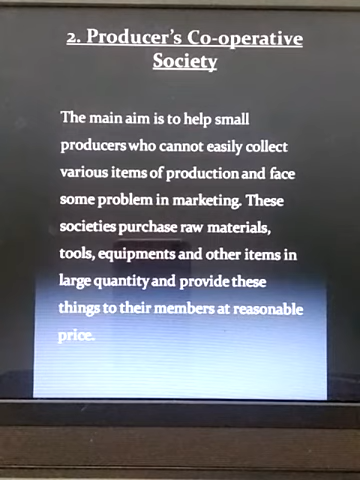 2. Producer's Co-operative
Society
The main aim is to help small
producers who cannot easily collect
various items of production and face
some problem in marketing. These
societies purchase raw materials,
tools, equipments and other items in
large quantity and provide these
things to their members at reasonable
price.